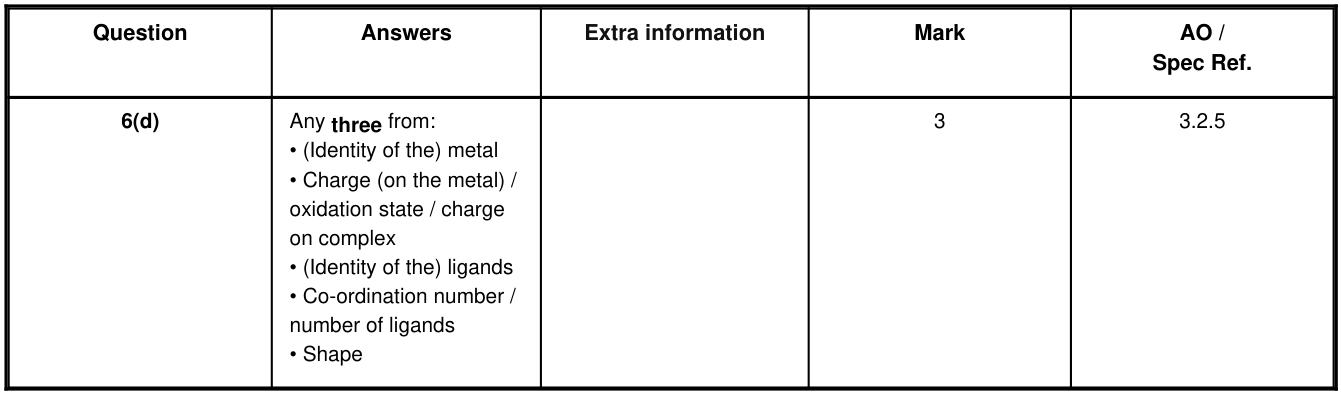 Question Answers Extra information Mark AO /
Spec Ref.
6(d) Any three from: 3 3.2.5
• (Identity of the) metal
• Charge (on the metal) /
oxidation state / charge
on complex
• (Identity of the) ligands
• Co-ordination number /
number of ligands
• Shape